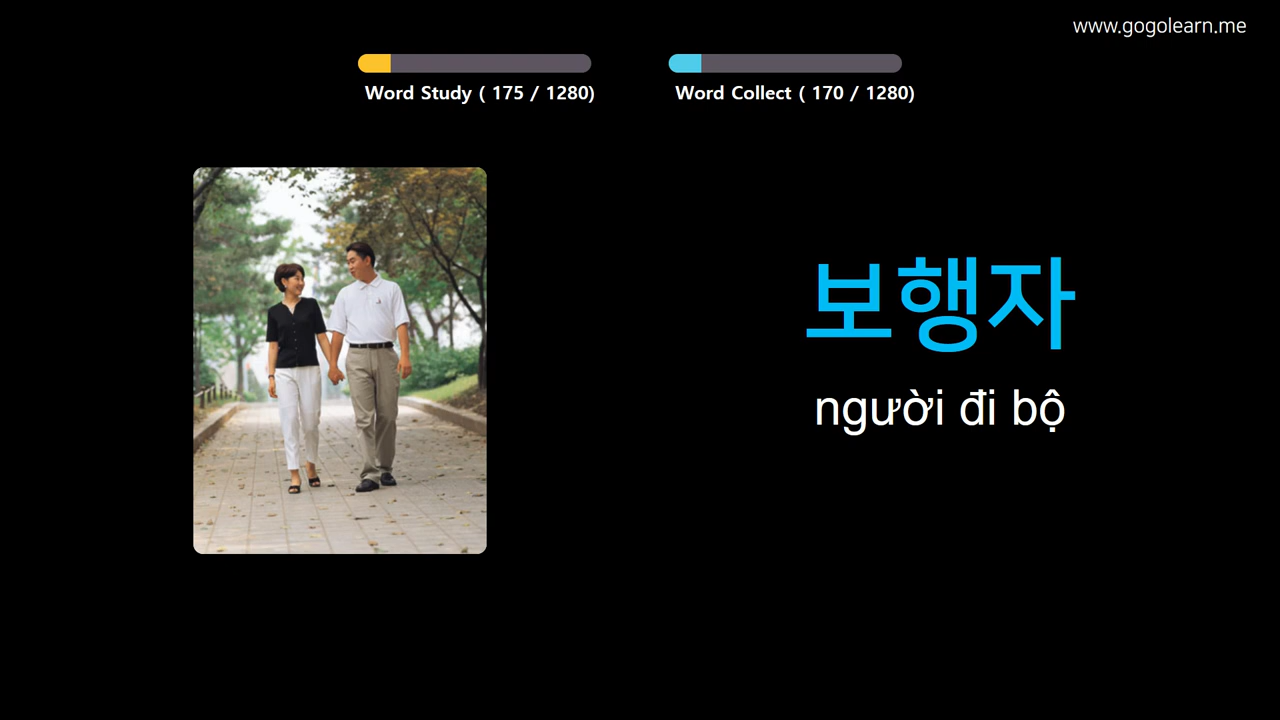 www.gogolearn.me
Word Study ( 175 / 1280)
Word Collect ( 170 / 1280)
보행자
người đi bộ